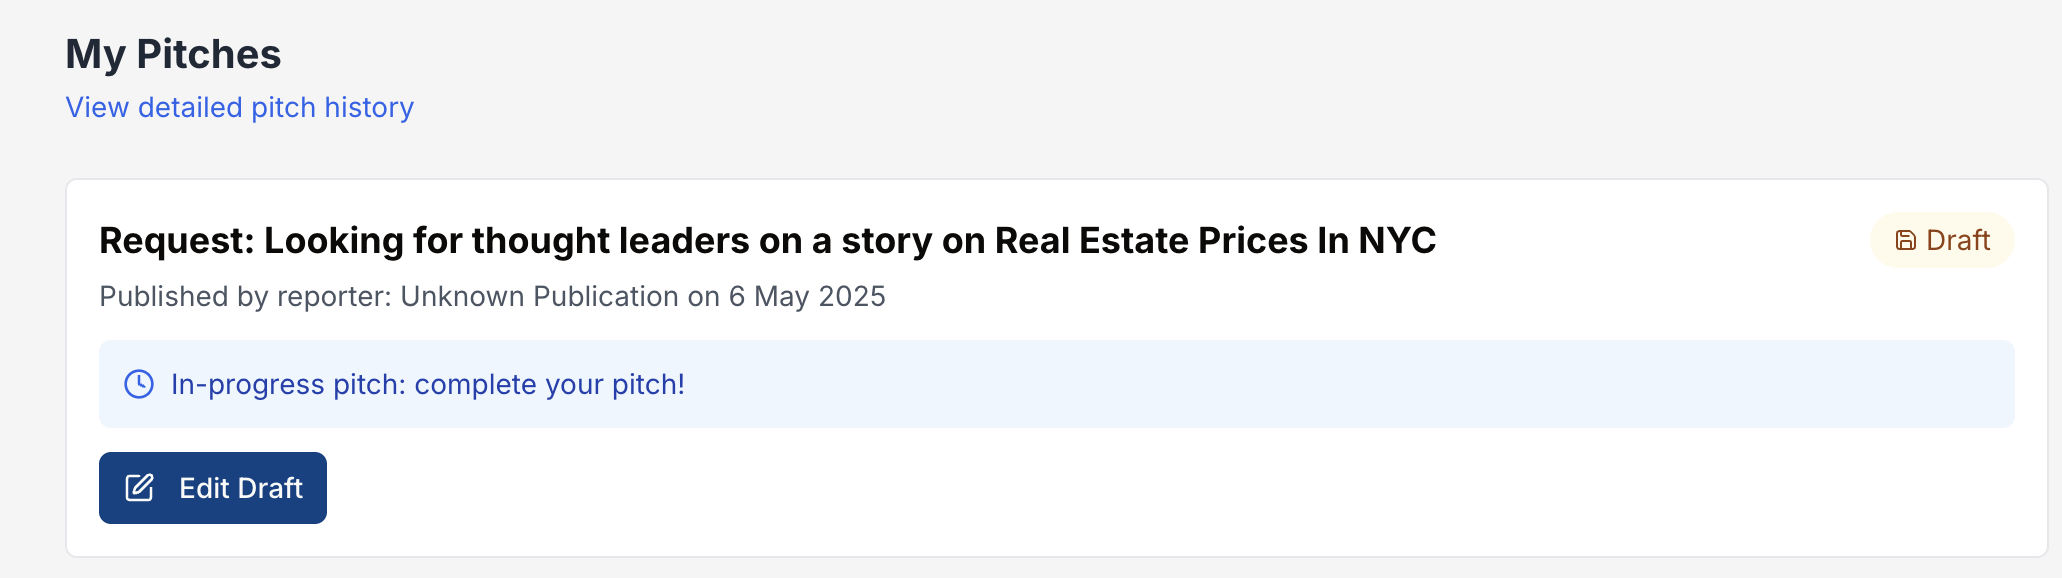 My Pitches
View detailed pitch history
Request: Looking for thought leaders on a story on Real Estate Prices In NYC
Draft
Published by reporter: Unknown Publication on 6 May 2025
In-progress pitch: complete your pitch!
Edit Draft